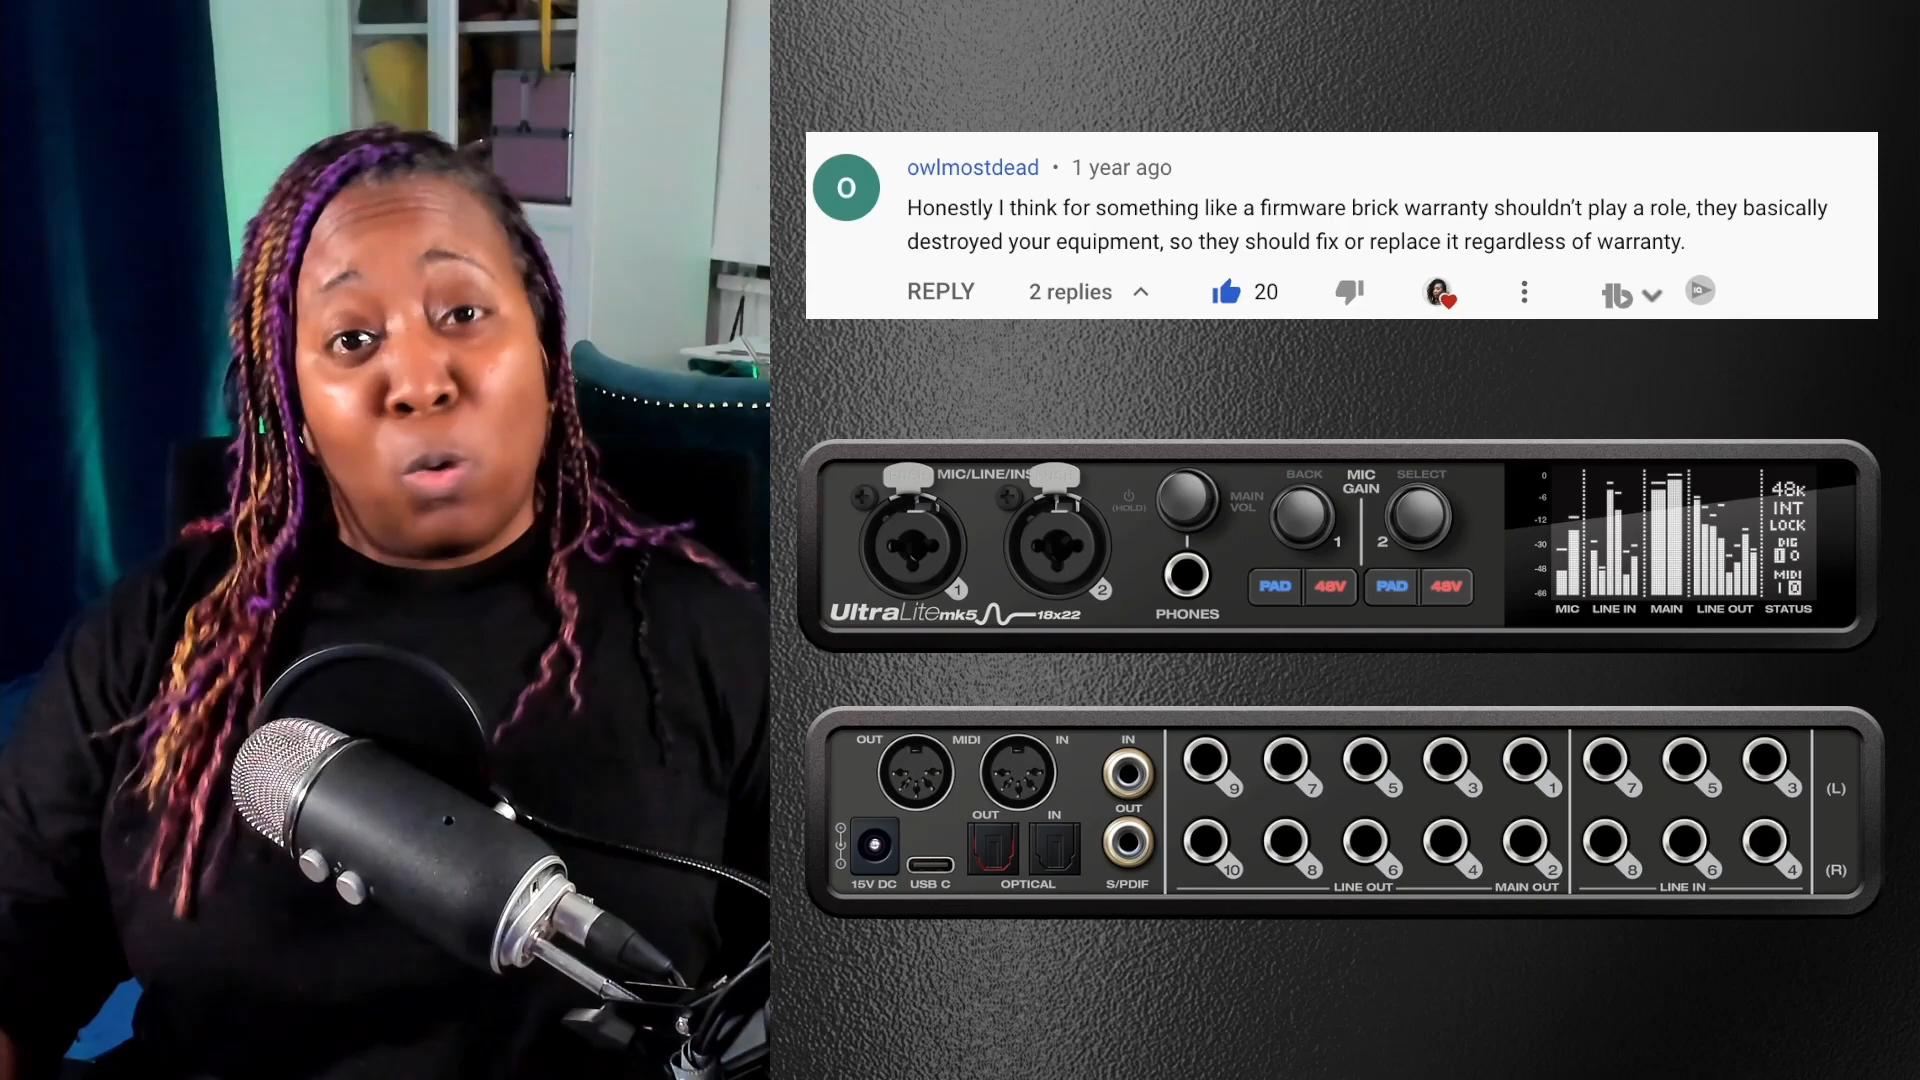 owlmostdead • 1 year ago
O
Honestly I think for something like a firmware brick warranty shouldn't play a role, they basically
destroyed your equipment, so they should fix or replace it regardless of warranty.
REPLY 2 replies 20
MIC/LINE/INS
(HOLD)
MAIN
VOL
BACK
MIC
GAIN
SELECT
1 2
1 2
PAD 48V PAD 48V
UltraLite mk5 18x22
PHONES
0
-6
-12
-30
-48
-66
48K
INT
LOCK
DIG
I O
MIDI
I O
MIC LINE IN MAIN LINE OUT STATUS
OUT MIDI IN IN
9 7 5 3 1 7 5 3 (L)
OUT IN OUT
10 8 6 4 2 8 6 4 (R)
15V DC USB C OPTICAL S/PDIF LINE OUT MAIN OUT LINE IN